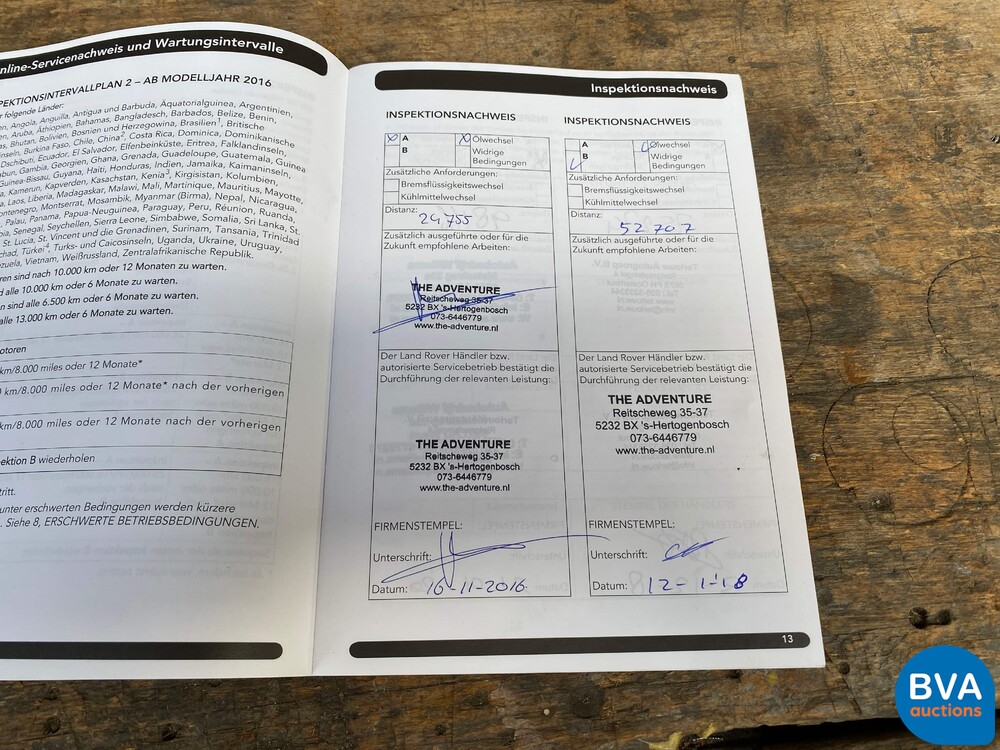 nline-Servicenachweis und Wartungsintervalle
PEKTIONSINTERVALLPLAN 2 – AB MODELLJAHR 2016
r folgende Länder:
en, Angola, Anguilla, Antigua und Barbuda, Äquatorialguinea, Argentinien,
en, Aruba, Äthiopien, Bahamas, Bangladesch, Barbados, Belize, Benin,
as, Bhutan, Bolivien, Bosnien und Herzegowina, Brasilien¹, Britische
inseln, Burkina Faso, Chile, China², Costa Rica, Dominica, Dominikanische
Dschibuti, Ecuador, El Salvador, Elfenbeinküste, Eritrea, Falklandinseln,
bun, Gambia, Georgien, Ghana, Grenada, Guadeloupe, Guatemala, Guinea
uinea-Bissau, Guyana, Haiti, Honduras, Indien, Jamaika, Kaimaninseln,
a, Kamerun, Kapverden, Kasachstan, Kenia³, Kirgisistan, Kolumbien,
Laos, Liberia, Madagaskar, Malawi, Mali, Martinique, Mauritius, Mayotte,
ontenegro, Montserrat, Mosambik, Myanmar (Birma), Nepal, Nicaragua,
Palau, Panama, Papua-Neuguinea, Paraguay, Peru, Réunion, Ruanda,
bia, Senegal, Seychellen, Sierra Leone, Simbabwe, Somalia, Sri Lanka, St.
St. Lucia, St. Vincent und die Grenadinen, Surinam, Tansania, Trinidad
chad, Türkei⁴, Turks- und Caicosinseln, Uganda, Ukraine, Uruguay,
zuela, Vietnam, Weißrussland, Zentralafrikanische Republik.
ren sind nach 10.000 km oder 12 Monaten zu warten.
d alle 10.000 km oder 6 Monate zu warten.
n sind alle 6.500 km oder 6 Monate zu warten.
alle 13.000 km oder 6 Monate zu warten.
otoren
km/8.000 miles oder 12 Monate*
0 km/8.000 miles oder 12 Monate* nach der vorherigen
km/8.000 miles oder 12 Monate nach der vorherigen
ektion B wiederholen
tritt.
unter erschwerten Bedingungen werden kürzere
. Siehe 8, ERSCHWERTE BETRIEBSBEDINGUNGEN.
Inspektionsnachweis
INSPEKTIONSNACHWEIS
X A X Ölwechsel
B Widrige
Bedingungen
Zusätzliche Anforderungen:
Bremsflüssigkeitswechsel
Kühlmittelwechsel
Distanz:
24755
Zusätzlich ausgeführte oder für die
Zukunft empfohlene Arbeiten:
THE ADVENTURE
Reitscheweg 35-37
5232 BX 's-Hertogenbosch
073-6446779
www.the-adventure.nl
Der Land Rover Händler bzw.
autorisierte Servicebetrieb bestätigt die
Durchführung der relevanten Leistung:
THE ADVENTURE
Reitscheweg 35-37
5232 BX 's-Hertogenbosch
073-6446779
www.the-adventure.nl
FIRMENSTEMPEL:
Unterschrift:
Datum: 16-11-2016
INSPEKTIONSNACHWEIS
A Ölwechsel
B Widrige
Bedingungen
Zusätzliche Anforderungen:
Bremsflüssigkeitswechsel
Kühlmittelwechsel
Distanz:
52707
Zusätzlich ausgeführte oder für die
Zukunft empfohlene Arbeiten:
Der Land Rover Händler bzw.
autorisierte Servicebetrieb bestätigt die
Durchführung der relevanten Leistung:
THE ADVENTURE
Reitscheweg 35-37
5232 BX 's-Hertogenbosch
073-6446779
www.the-adventure.nl
FIRMENSTEMPEL:
Unterschrift:
Datum: 12-1-18
13
BVA
auctions